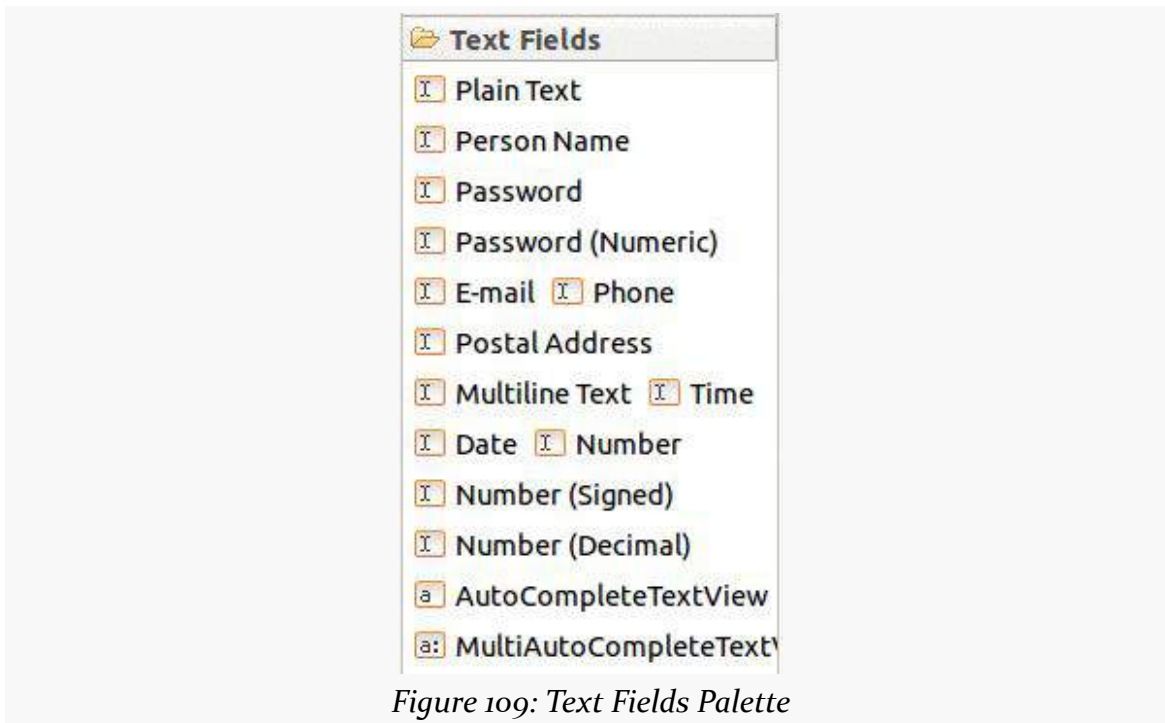 Text Fields
Plain Text
Person Name
Password
Password (Numeric)
E-mail Phone
Postal Address
Multiline Text Time
Date Number
Number (Signed)
Number (Decimal)
AutoCompleteTextView
MultiAutoCompleteText
Figure 109: Text Fields Palette